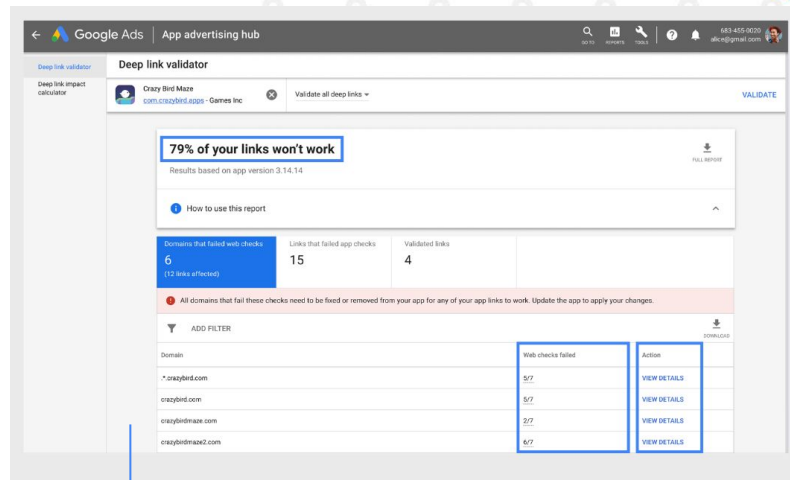 Google Ads | App advertising hub
GO TO
REPORTS
TOOLS
683-455-0020
alice@gmail.com
Deep link validator
Deep link impact
calculator
Deep link validator
Crazy Bird Maze
com.crazybird.apps - Games Inc
Validate all deep links
VALIDATE
79% of your links won't work
Results based on app version 3.14.14
FULL REPORT
How to use this report
Domains that failed web checks
6
(12 links affected)
Links that failed app checks
15
Validated links
4
All domains that fail these checks need to be fixed or removed from your app for any of your app links to work. Update the app to apply your changes.
ADD FILTER
DOWNLOAD
Domain
Web checks failed
Action
.*.crazybird.com
5/7
VIEW DETAILS
crazybird.com
5/7
VIEW DETAILS
crazybirdmaze.com
2/7
VIEW DETAILS
crazybirdmaze2.com
6/7
VIEW DETAILS